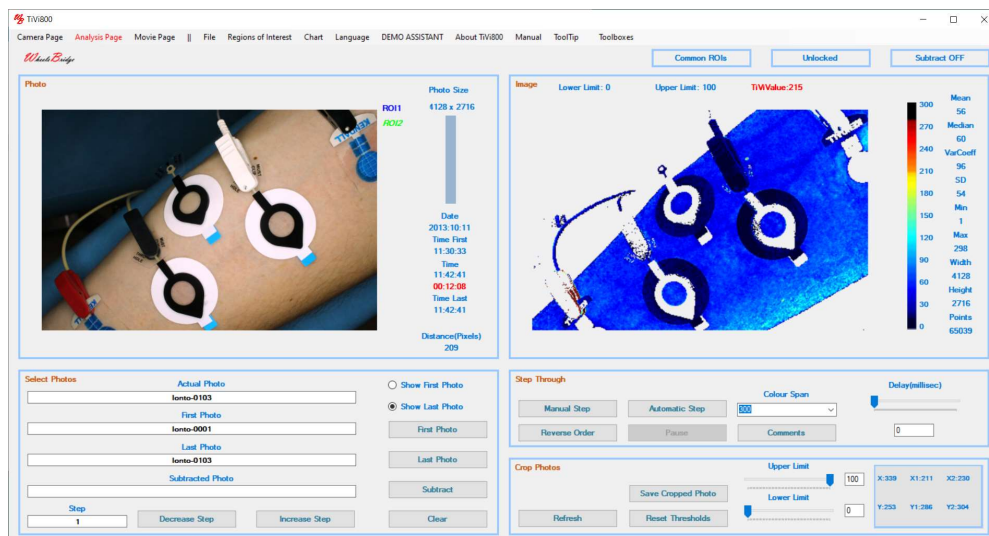 TiVi800
Camera Page Analysis Page Movie Page || File Regions of Interest Chart Language DEMO ASSISTANT About TiVi800 Manual ToolTip Toolboxes
WheelsBridge
Common ROIs Unlocked Subtract OFF
Photo
Photo Size
ROI1 4128 x 2716
ROI2
KENDALL
Date
2013:10:11
Time First
11:30:33
Time
11:42:41
00:12:08
Time Last
11:42:41
Distance(Pixels)
209
Image Lower Limit: 0 Upper Limit: 100 TiViValue:215
300
270
240
210
180
150
120
90
60
30
0
Mean
56
Median
60
VarCoeff
96
SD
54
Min
1
Max
298
Width
4128
Height
2716
Points
65039
Select Photos
Actual Photo
Ionto-0103
First Photo
Ionto-0001
Last Photo
Ionto-0103
Subtracted Photo
Step
1
Decrease Step Increase Step
Show First Photo
Show Last Photo
First Photo
Last Photo
Subtract
Clear
Step Through
Manual Step Automatic Step
Colour Span
300
Reverse Order Pause Comments
Delay(millisec)
0
Crop Photos
Save Cropped Photo
Refresh Reset Thresholds
Upper Limit
100
Lower Limit
0
X:339 X1:211 X2:230
Y:253 Y1:286 Y2:304